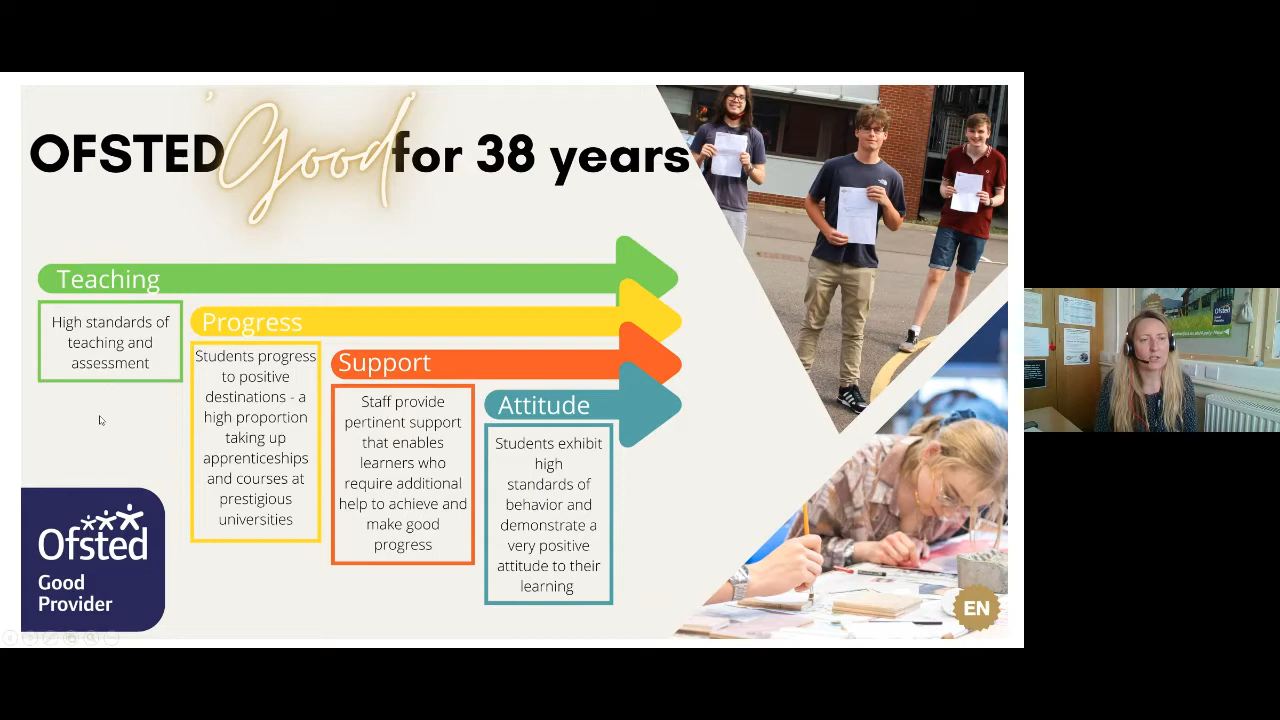 OFSTED 'Good' for 38 years
Teaching
High standards of
teaching and
assessment
Progress
Students progress
to positive
destinations - a
high proportion
taking up
apprenticeships
and courses at
prestigious
universities
Support
Staff provide
pertinent support
that enables
learners who
require additional
help to achieve and
make good
progress
Attitude
Students exhibit
high
standards of
behavior and
demonstrate a
very positive
attitude to their
learning
Ofsted
Good
Provider
EN
Ofsted